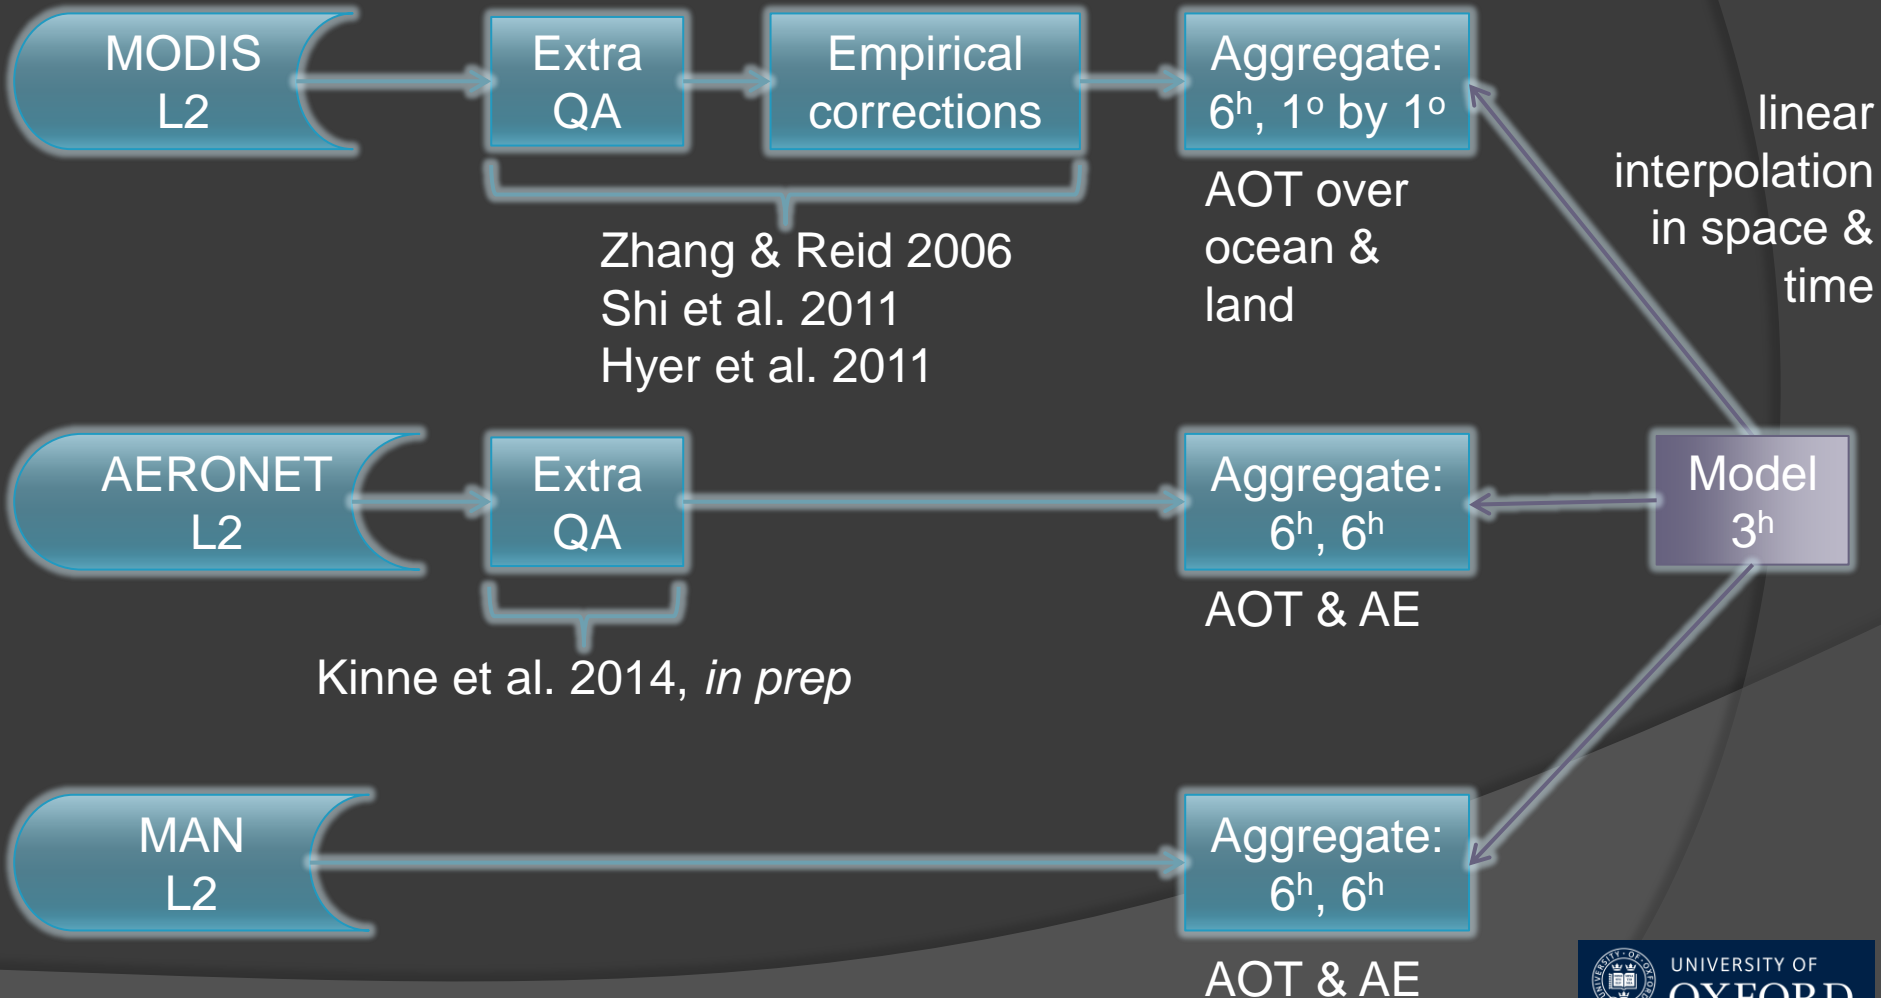 MODIS
L2
Extra
QA
Empirical
corrections
Aggregate:
6ʰ, 1º by 1º
linear
interpolation
in space &
time
AOT over
ocean &
land
Zhang & Reid 2006
Shi et al. 2011
Hyer et al. 2011
AERONET
L2
Extra
QA
Aggregate:
6ʰ, 6ʰ
Model
3ʰ
AOT & AE
Kinne et al. 2014, in prep
MAN
L2
Aggregate:
6ʰ, 6ʰ
AOT & AE
UNIVERSITY OF
OXFORD